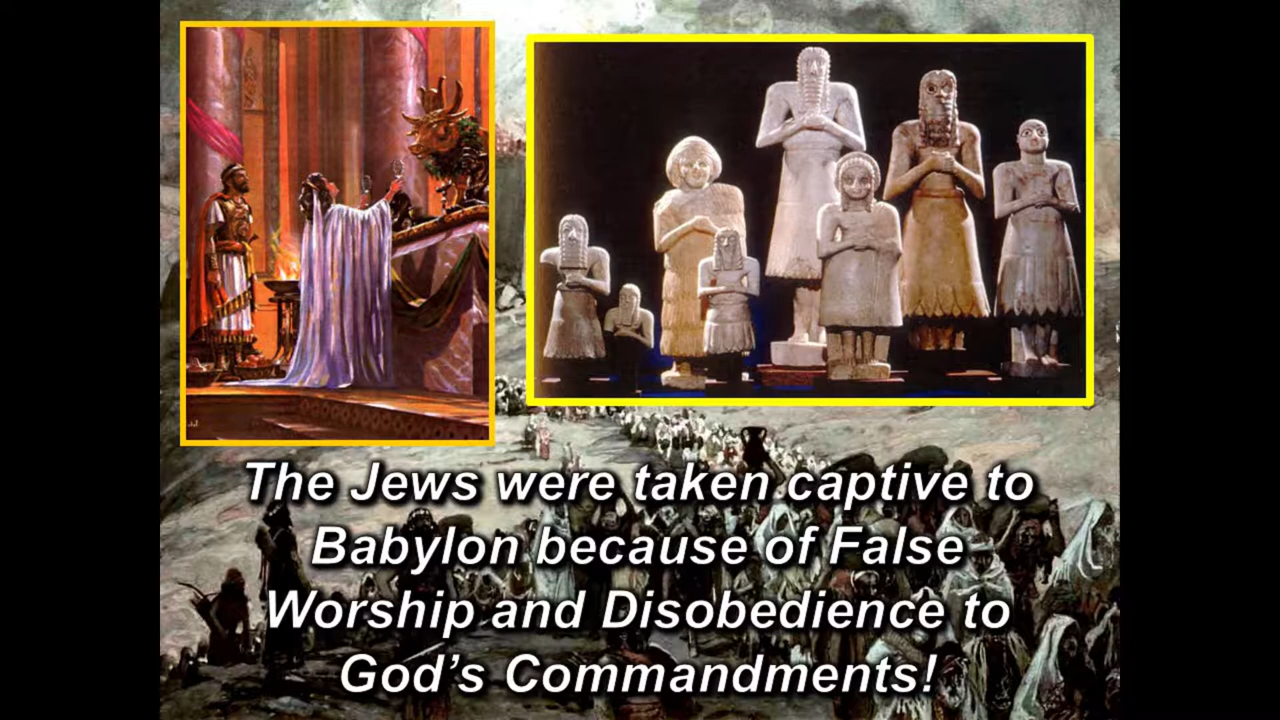 The Jews were taken captive to
Babylon because of False
Worship and Disobedience to
God's Commandments!